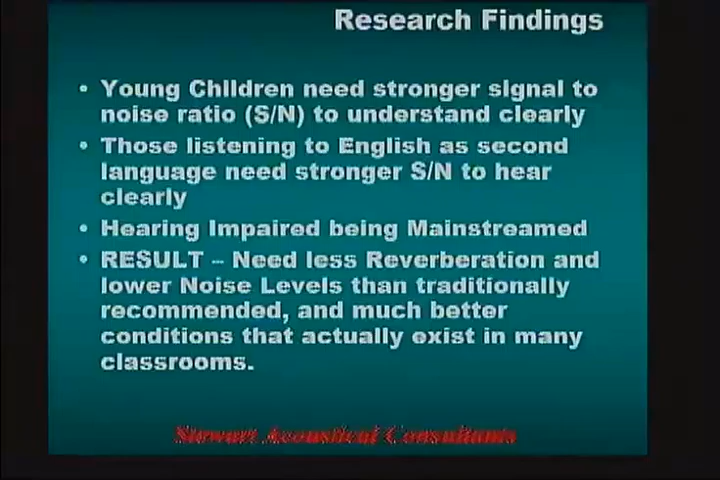 Research Findings
• Young Children need stronger signal to
noise ratio (S/N) to understand clearly
• Those listening to English as second
language need stronger S/N to hear
clearly
• Hearing Impaired being Mainstreamed
• RESULT – Need less Reverberation and
lower Noise Levels than traditionally
recommended, and much better
conditions that actually exist in many
classrooms.
Stewart Acoustical Consultants